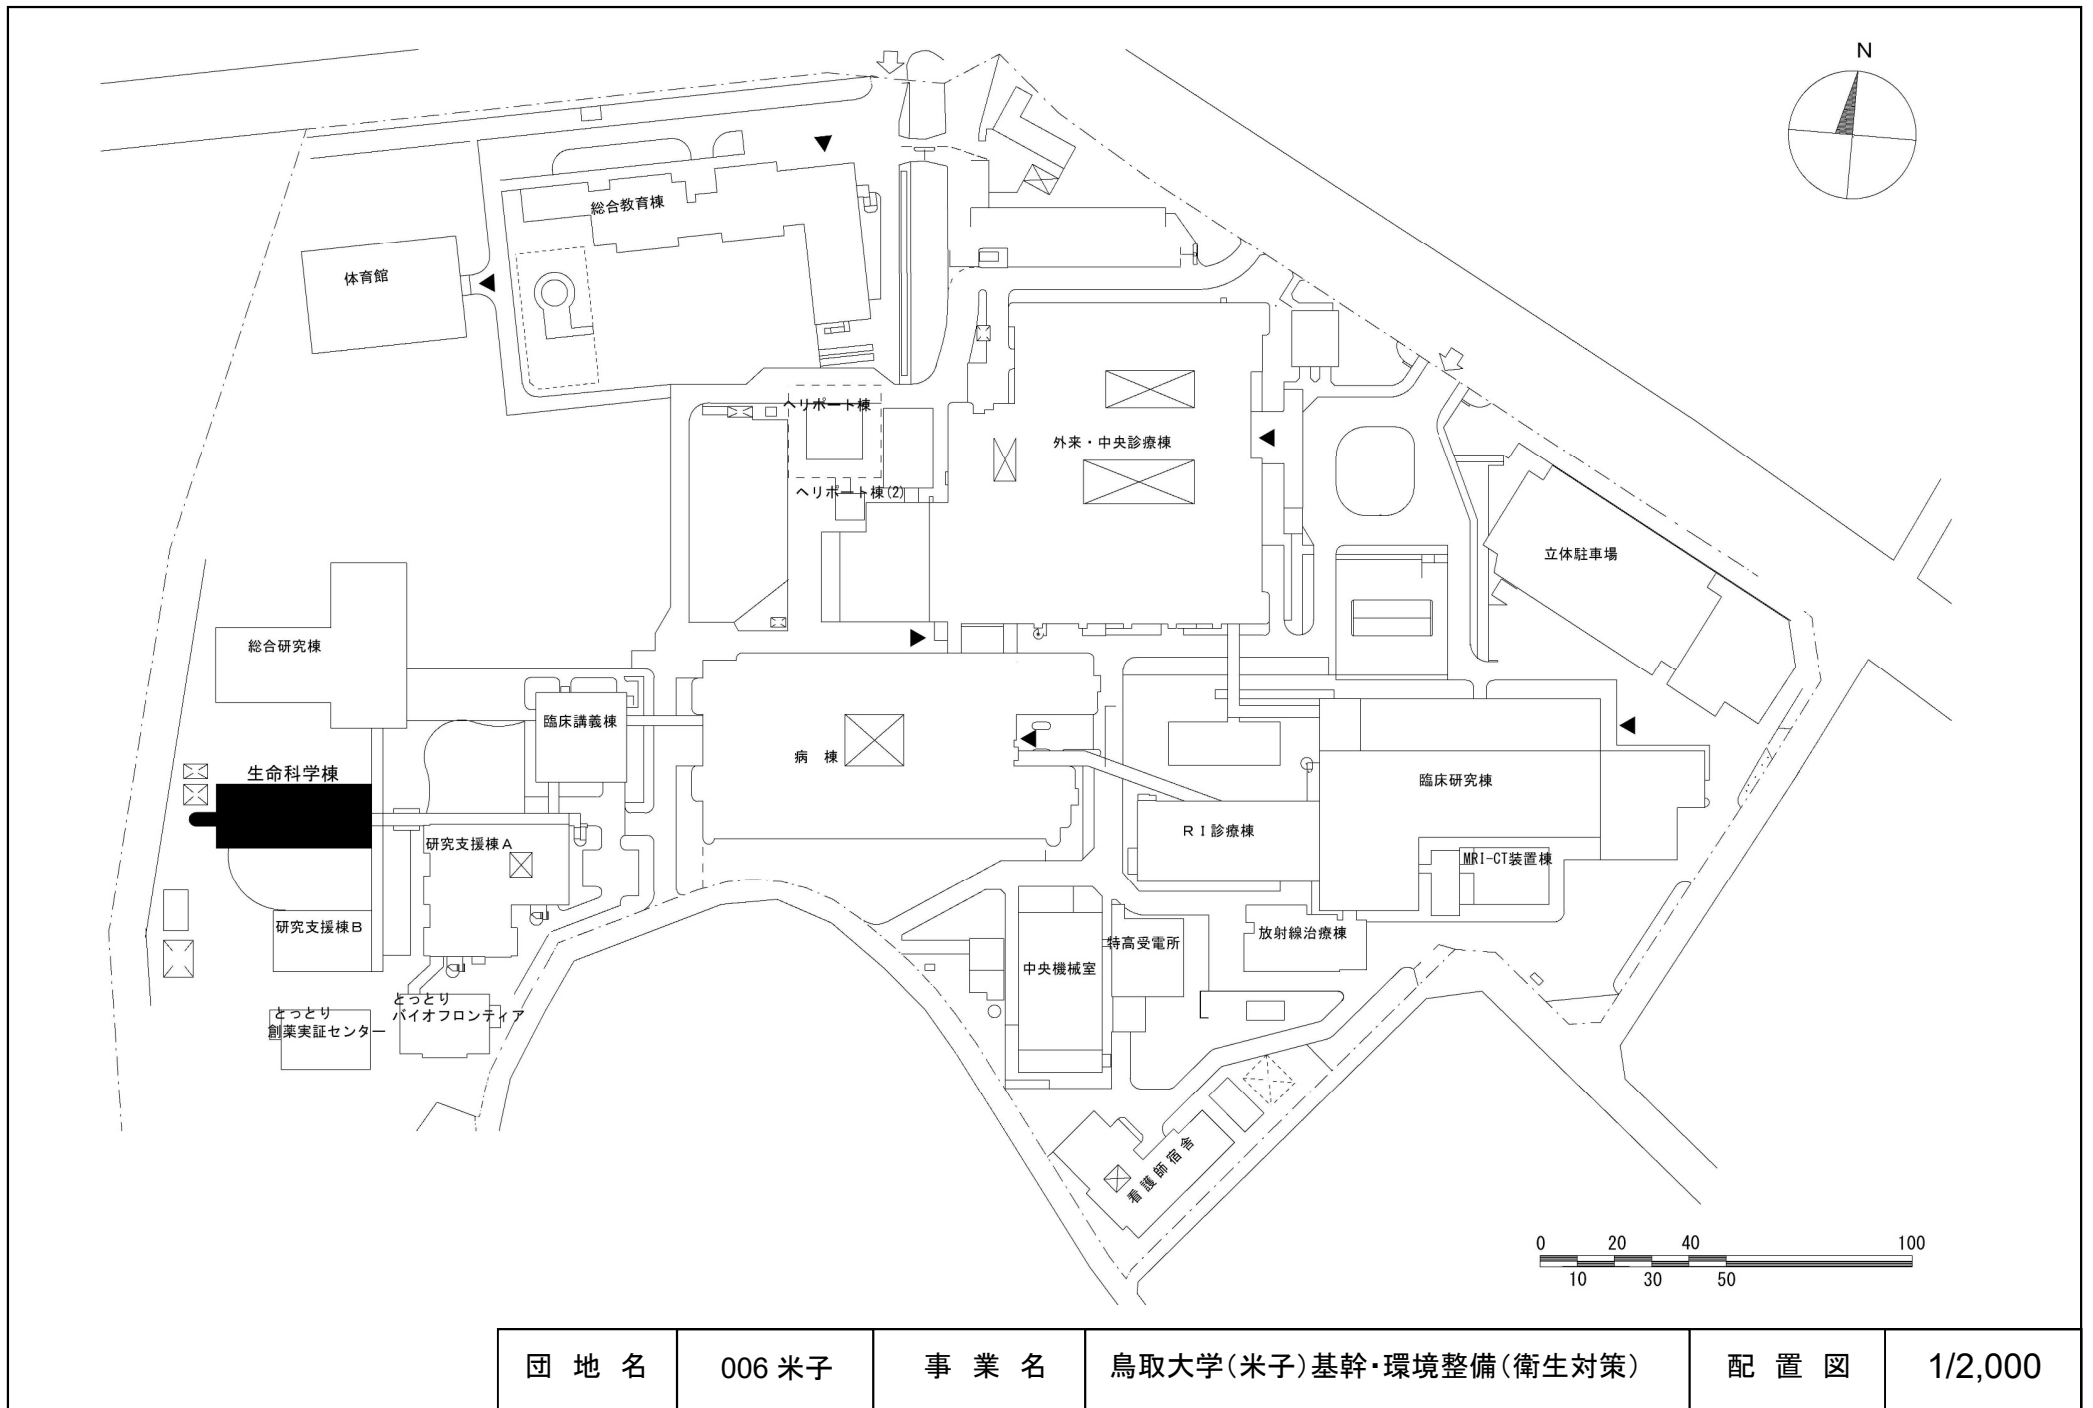 N
総合教育棟
体育館
ヘリポート棟
外来・中央診療棟
ヘリポート棟(2)
立体駐車場
総合研究棟
臨床講義棟
病 棟
生命科学棟
臨床研究棟
RI診療棟
研究支援棟A
MRI-CT装置棟
研究支援棟B
放射線治療棟
特高受電所
中央機械室
とっとり
バイオフロンティア
とっとり
創薬実証センター
看護師宿舎
0 20 40 100
10 30 50
団 地 名 006 米子 事 業 名 鳥取大学(米子)基幹・環境整備(衛生対策) 配 置 図 1/2,000